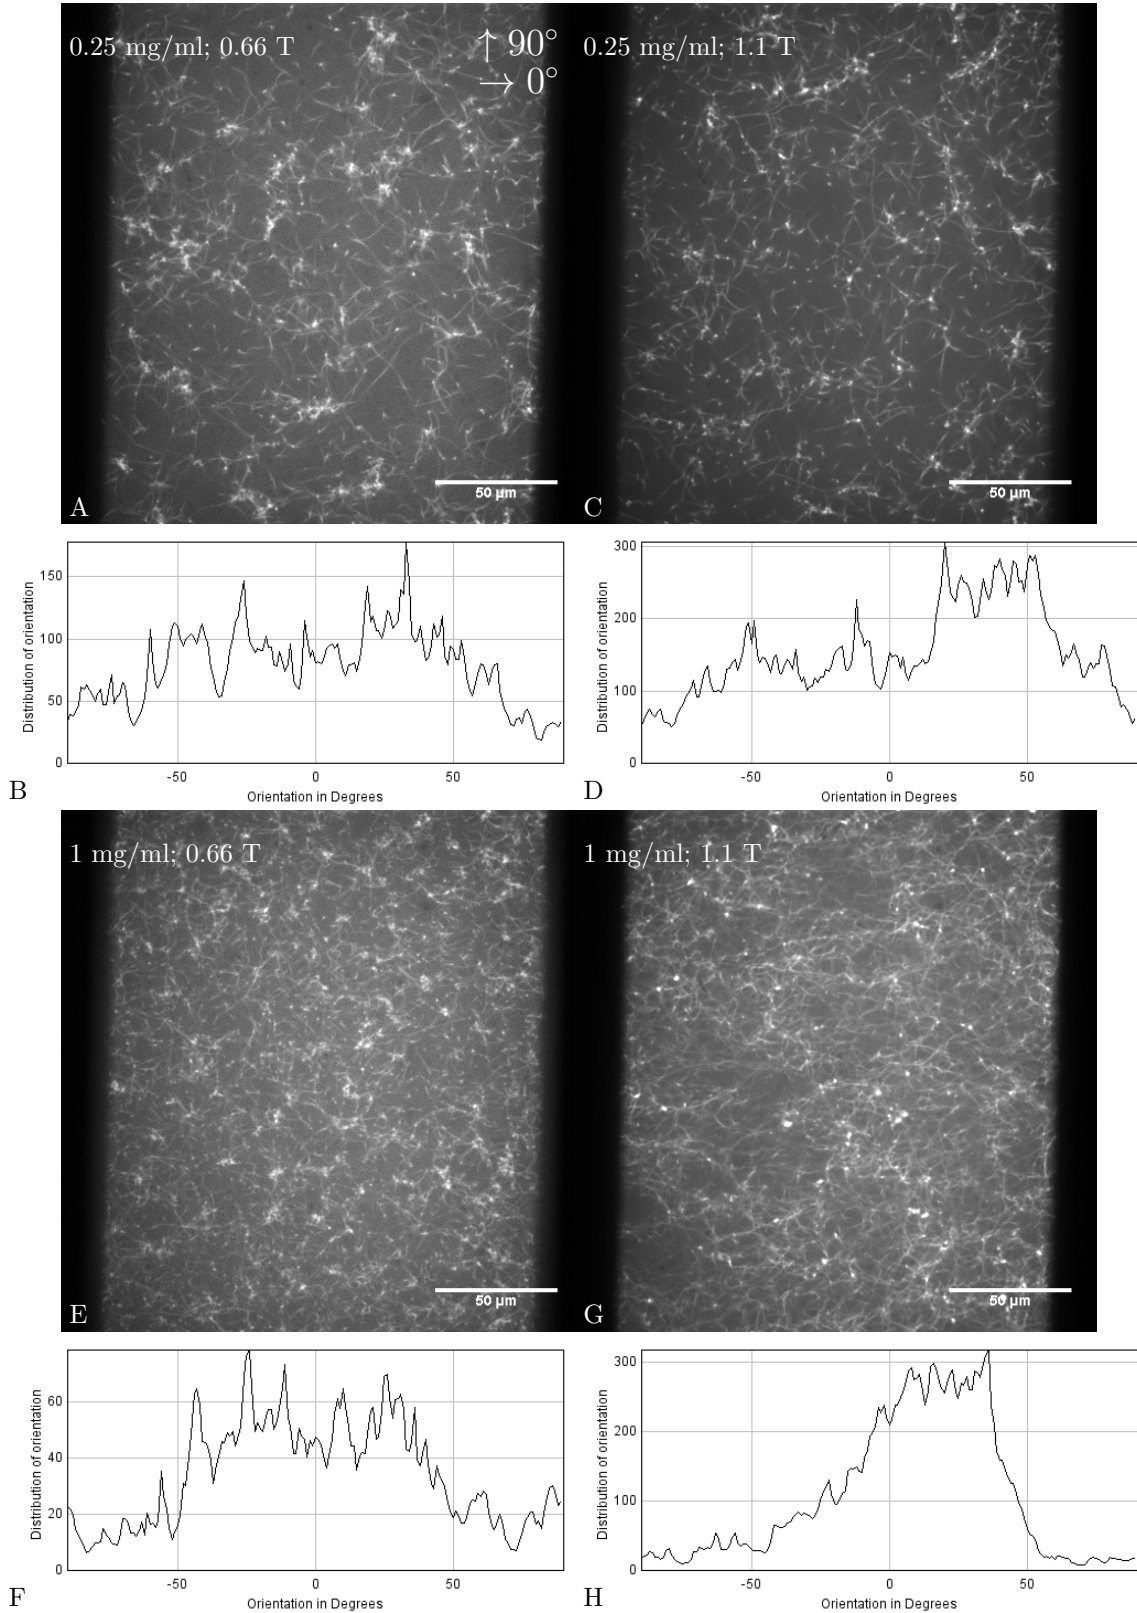 0.25 mg/ml; 0.66 T
↑ 90°
→ 0°
0.25 mg/ml; 1.1 T
50 µm
50 µm
A
C
Distribution of orientation
150
100
50
0
-50
0
50
Orientation in Degrees
B
Distribution of orientation
300
200
100
0
-50
0
50
Orientation in Degrees
D
1 mg/ml; 0.66 T
1 mg/ml; 1.1 T
50 µm
50 µm
E
G
Distribution of orientation
60
40
20
0
-50
0
50
Orientation in Degrees
F
Distribution of orientation
300
200
100
0
-50
0
50
Orientation in Degrees
H